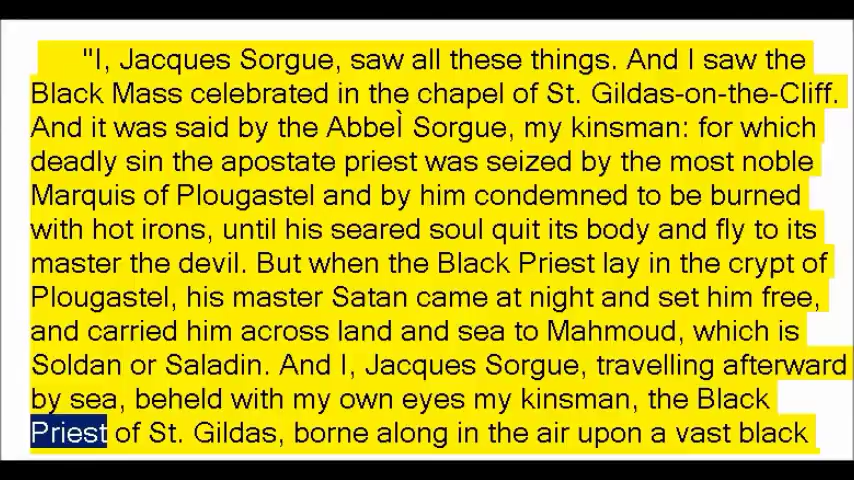 "I, Jacques Sorgue, saw all these things. And I saw the
Black Mass celebrated in the chapel of St. Gildas-on-the-Cliff.
And it was said by the AbbeÌ Sorgue, my kinsman: for which
deadly sin the apostate priest was seized by the most noble
Marquis of Plougastel and by him condemned to be burned
with hot irons, until his seared soul quit its body and fly to its
master the devil. But when the Black Priest lay in the crypt of
Plougastel, his master Satan came at night and set him free,
and carried him across land and sea to Mahmoud, which is
Soldan or Saladin. And I, Jacques Sorgue, travelling afterward
by sea, beheld with my own eyes my kinsman, the Black
Priest of St. Gildas, borne along in the air upon a vast black